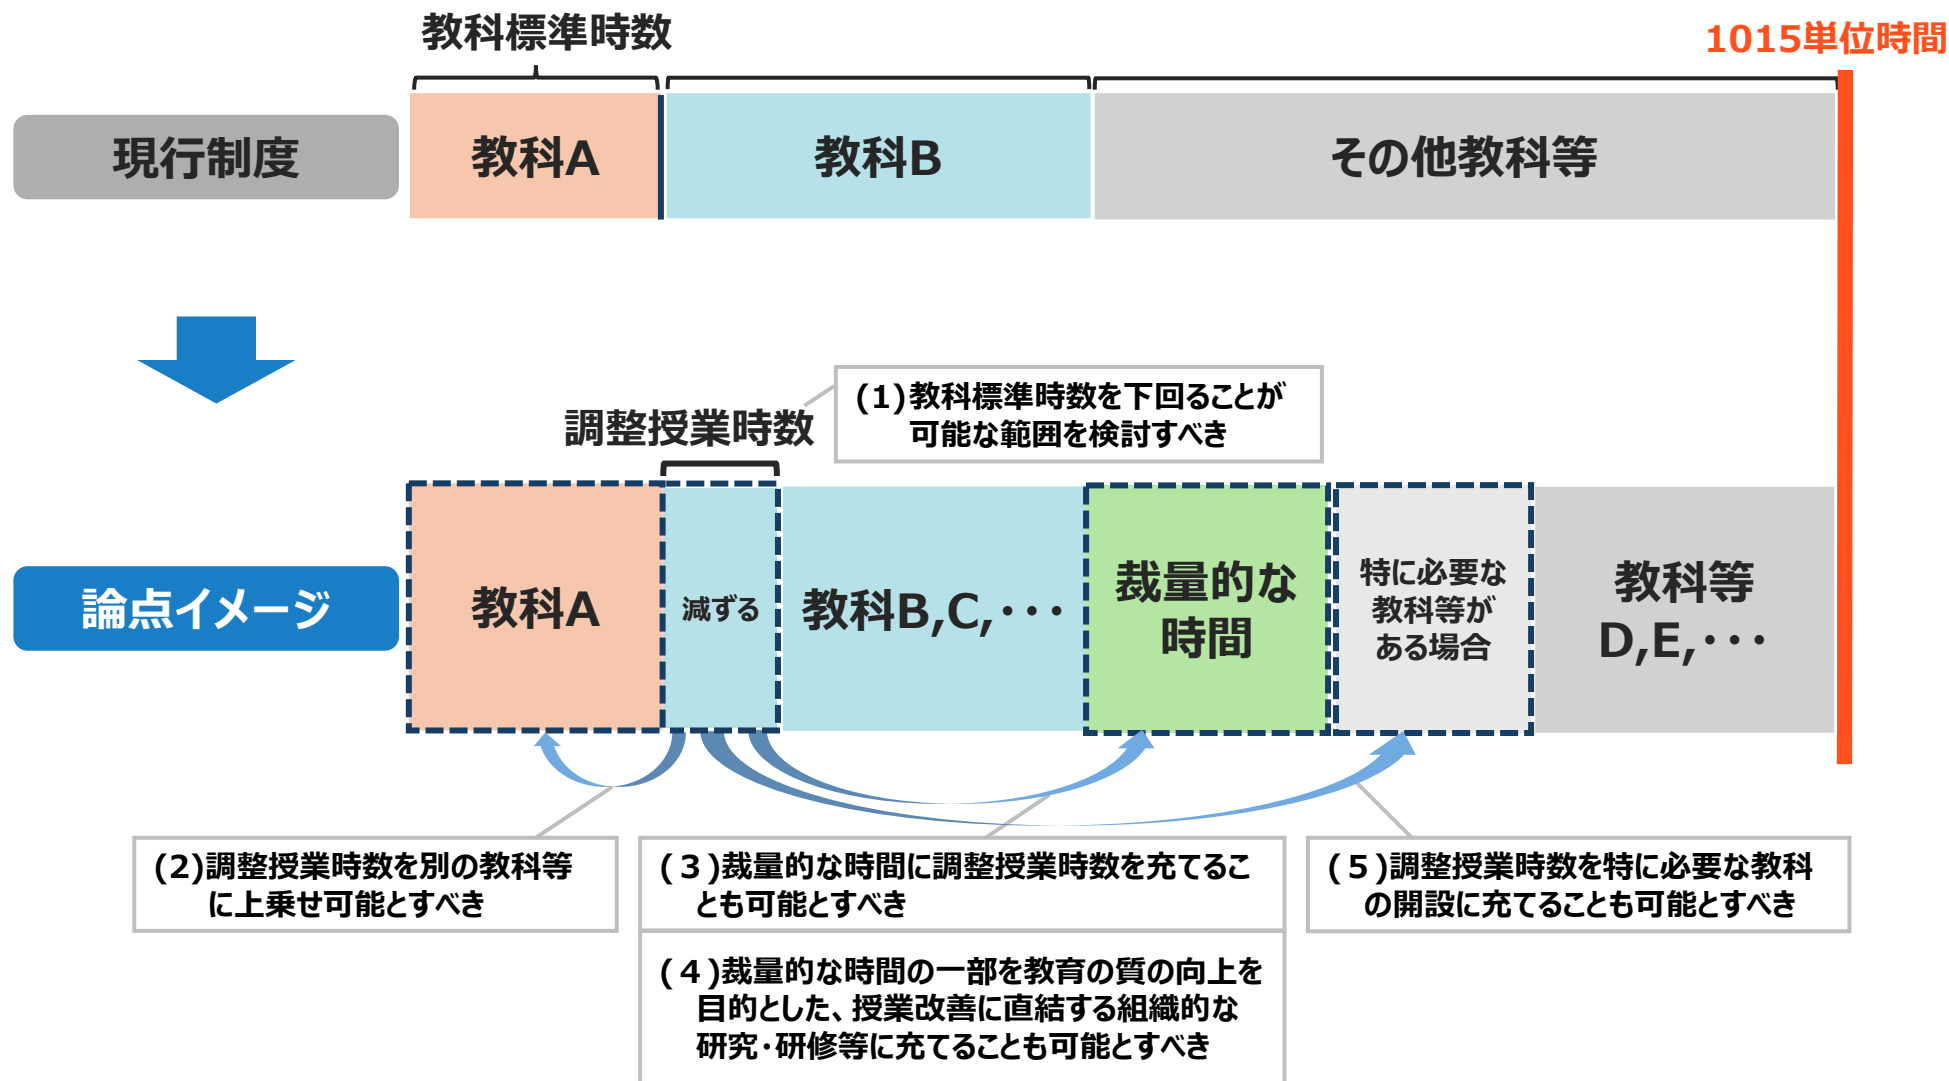 教科標準時数
1015単位時間
現行制度
教科A
教科B
その他教科等
(1)教科標準時数を下回ることが
可能な範囲を検討すべき
調整授業時数
論点イメージ
教科A
減ずる
教科B,C,・・・
裁量的な
時間
特に必要な
教科等が
ある場合
教科等
D,E,・・・
(2)調整授業時数を別の教科等
に上乗せ可能とすべき
(３)裁量的な時間に調整授業時数を充てるこ
とも可能とすべき
(４)裁量的な時間の一部を教育の質の向上を
目的とした、授業改善に直結する組織的な
研究・研修等に充てることも可能とすべき
(５)調整授業時数を特に必要な教科
の開設に充てることも可能とすべき